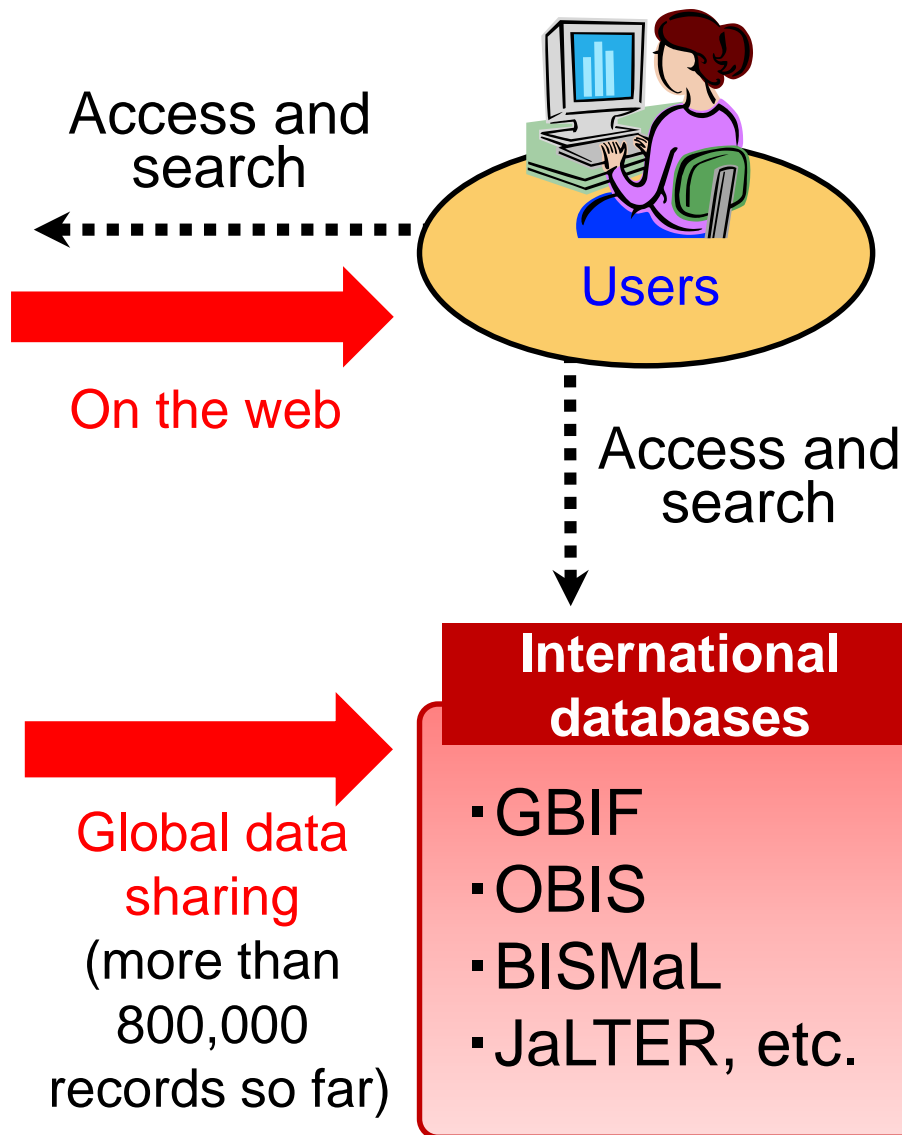 Access and
search
Users
On the web
Access and
search
International
databases
Global data
sharing
(more than
800,000
records so far)
▪GBIF
▪OBIS
▪BISMaL
▪JaLTER, etc.